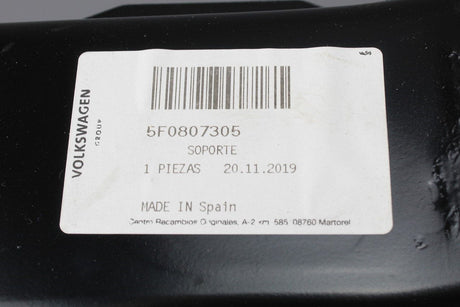 VOLKSWAGEN
GROUP
5F0807305
SOPORTE
1 PIEZAS 20.11.2019
MADE IN Spain
Centro Recambios Originales, A-2 km. 585 08760 Martorel